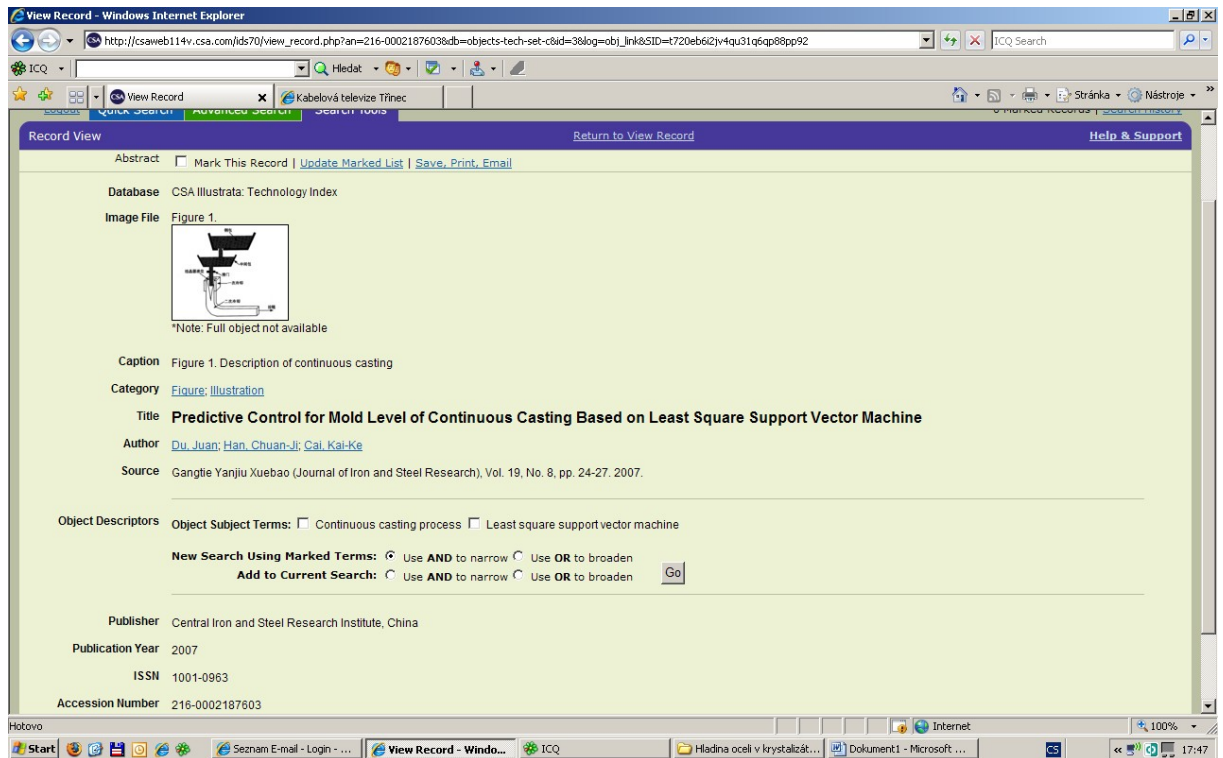 View Record - Windows Internet Explorer
http://csaweb114v.csa.com/ids70/view_record.php?an=216-0002187603&db=objects-tech-set-c&id=3&log=obj_link&SID=t720eb6i2jv4qu31q6qp88pp92
ICQ Search
ICQ
Hledat
View Record
Kabelová televize Třinec
Stránka
Nástroje
Logout Quick Search Advanced Search Search Tools
0 Marked Records | Search History
Record View
Return to View Record
Help & Support
Abstract Mark This Record | Update Marked List | Save, Print, Email
Database CSA Illustrata: Technology Index
Image File Figure 1.
*Note: Full object not available
Caption Figure 1. Description of continuous casting
Category Figure; Illustration
Title Predictive Control for Mold Level of Continuous Casting Based on Least Square Support Vector Machine
Author Du, Juan; Han, Chuan-Ji; Cai, Kai-Ke
Source Gangtie Yanjiu Xuebao (Journal of Iron and Steel Research), Vol. 19, No. 8, pp. 24-27. 2007.
Object Descriptors Object Subject Terms: Continuous casting process Least square support vector machine
New Search Using Marked Terms: Use AND to narrow Use OR to broaden
Add to Current Search: Use AND to narrow Use OR to broaden
Go
Publisher Central Iron and Steel Research Institute, China
Publication Year 2007
ISSN 1001-0963
Accession Number 216-0002187603
Hotovo
Internet
100%
Start
Seznam E-mail - Login - ...
View Record - Windo...
ICQ
Hladina oceli v krystalizát...
Dokument1 - Microsoft ...
CS
17:47